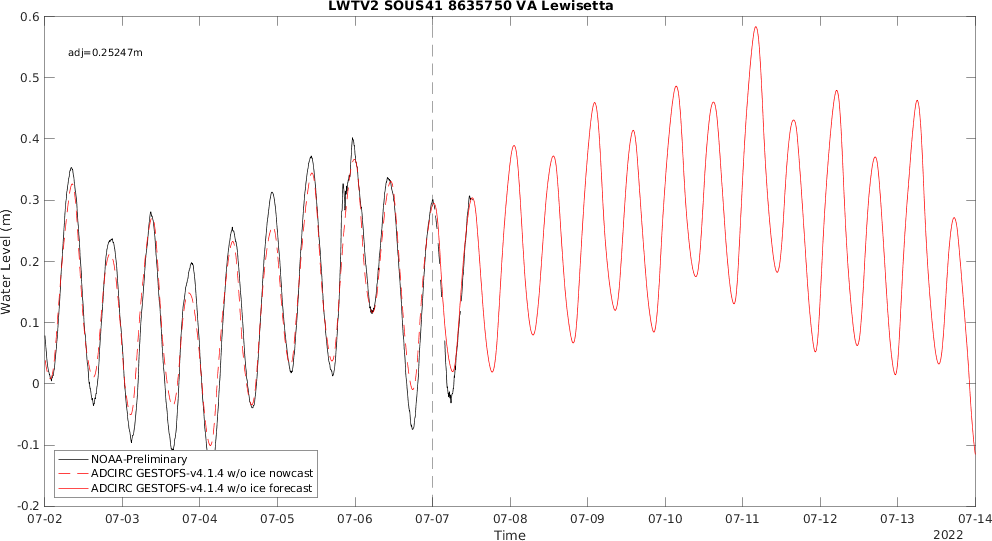 LWTV2 SOUS41 8635750 VA Lewisetta
adj=0.25247m
0.6
0.5
0.4
0.3
0.2
0.1
0
-0.1
-0.2
Water Level (m)
NOAA-Preliminary
ADCIRC GESTOFS-v4.1.4 w/o ice nowcast
ADCIRC GESTOFS-v4.1.4 w/o ice forecast
07-02 07-03 07-04 07-05 07-06 07-07 07-08 07-09 07-10 07-11 07-12 07-13 07-14
Time
2022